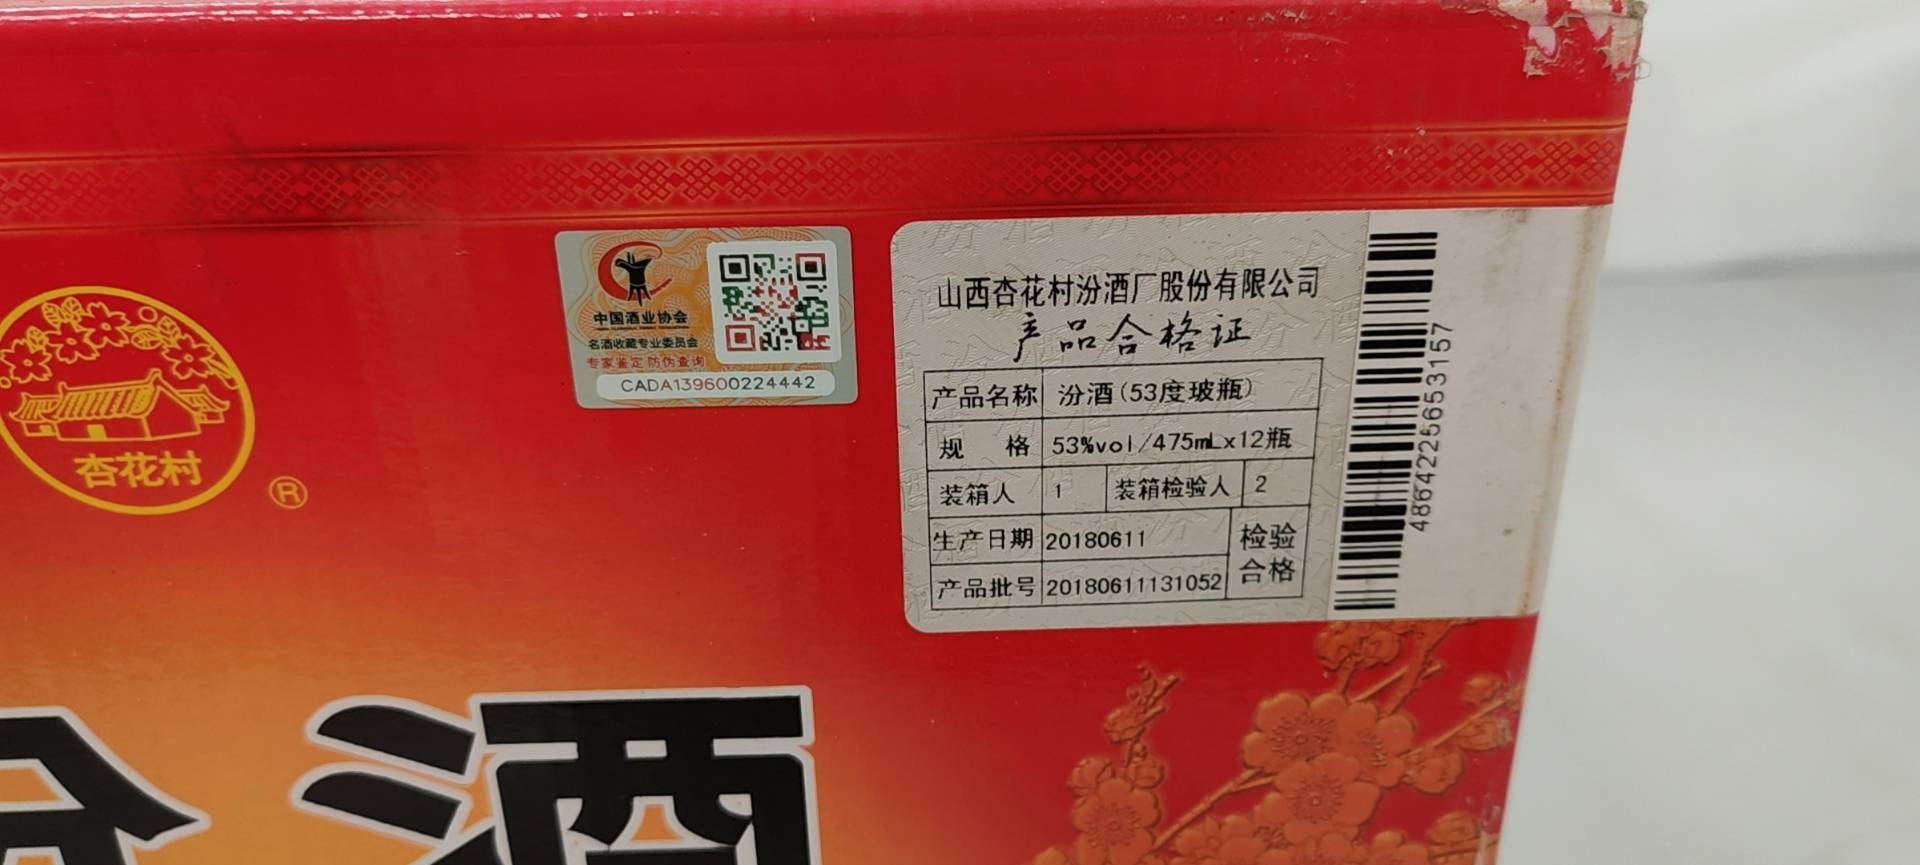 杏花村
®
中国酒业协会
名酒收藏专业委员会
专家鉴定 防伪查询
CADA139600224442
山西杏花村汾酒厂股份有限公司
产品合格证
产品名称 汾酒(53度玻瓶)
规 格 53%vol/475mLx12瓶
装箱人 1 装箱检验人 2
生产日期 20180611 检验
产品批号 20180611131052 合格
4864225653157
汾酒